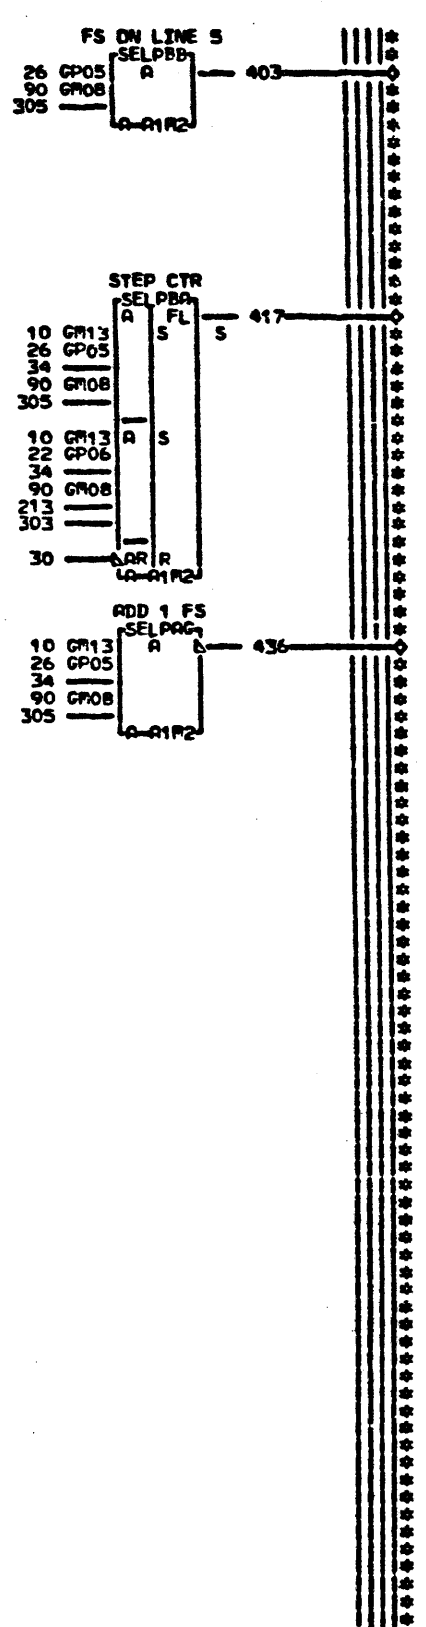 FS ON LINE 5
SELPBB
26 GP05 A 403
90 GM08
305
A A1M2
STEP CTR
SELPBA
A FL 417
10 GM13 S S
26 GP05
34
90 GM08
305
10 GM13 A S
22 GP06
34
90 GM08
213
303
30 AR R
A A1M2
ADD 1 FS
SELPAG
10 GM13 A 436
26 GP05
34
90 GM08
305
A A1M2